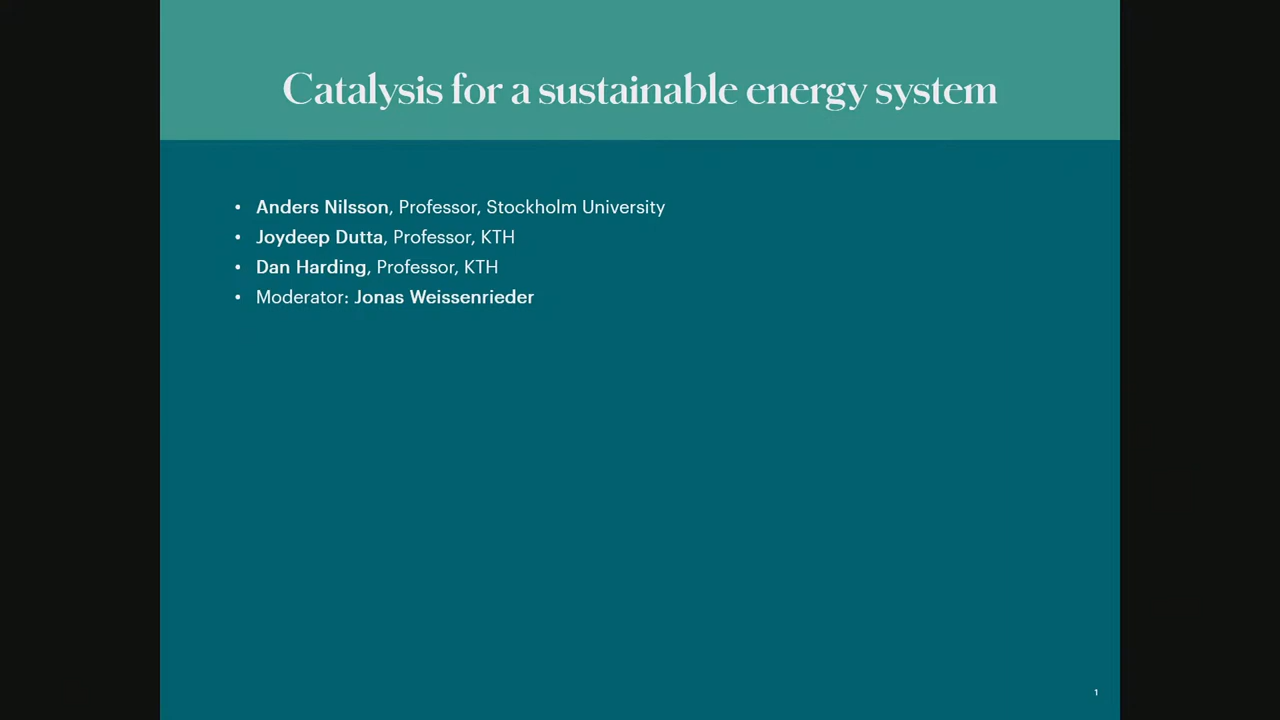 Catalysis for a sustainable energy system
• Anders Nilsson, Professor, Stockholm University
• Joydeep Dutta, Professor, KTH
• Dan Harding, Professor, KTH
• Moderator: Jonas Weissenrieder
1